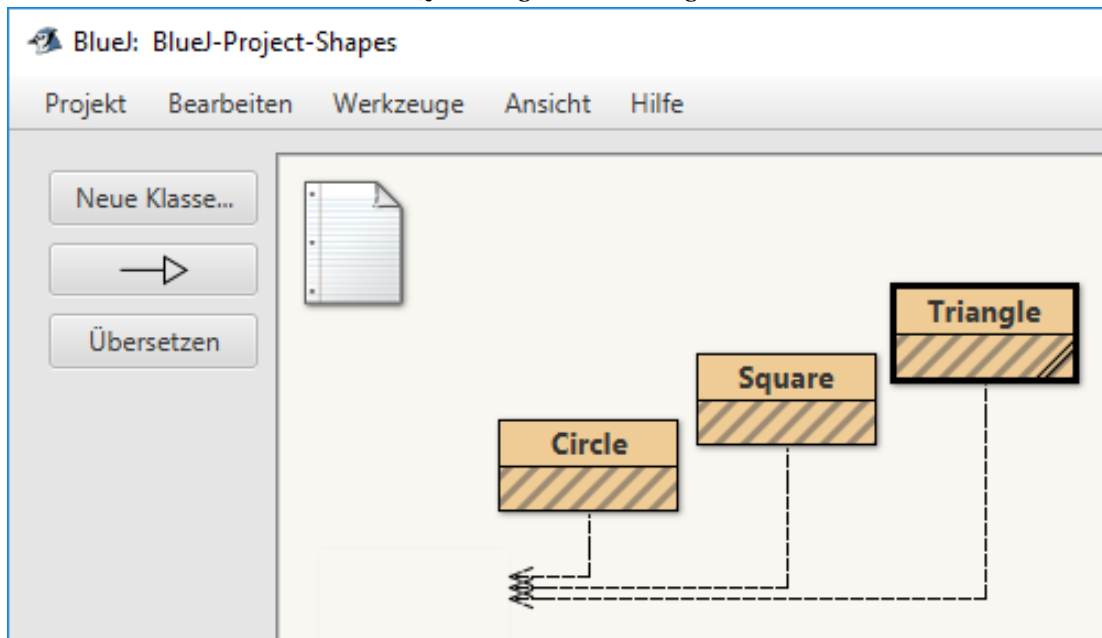 BlueJ: BlueJ-Project-Shapes
Projekt Bearbeiten Werkzeuge Ansicht Hilfe
Neue Klasse...
Übersetzen
Triangle
Square
Circle